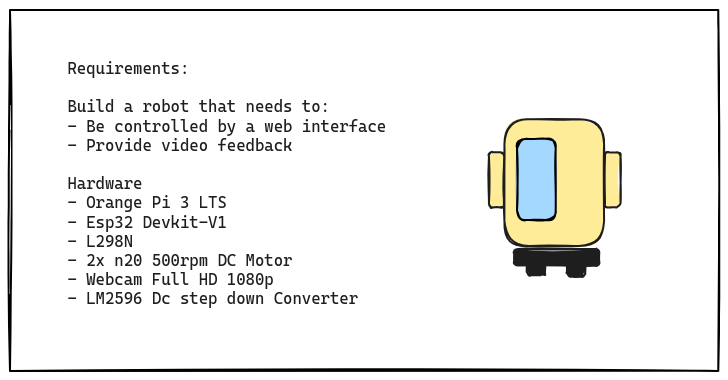 Requirements:
Build a robot that needs to:
- Be controlled by a web interface
- Provide video feedback
Hardware
- Orange Pi 3 LTS
- Esp32 Devkit-V1
- L298N
- 2x n20 500rpm DC Motor
- Webcam Full HD 1080p
- LM2596 Dc step down Converter